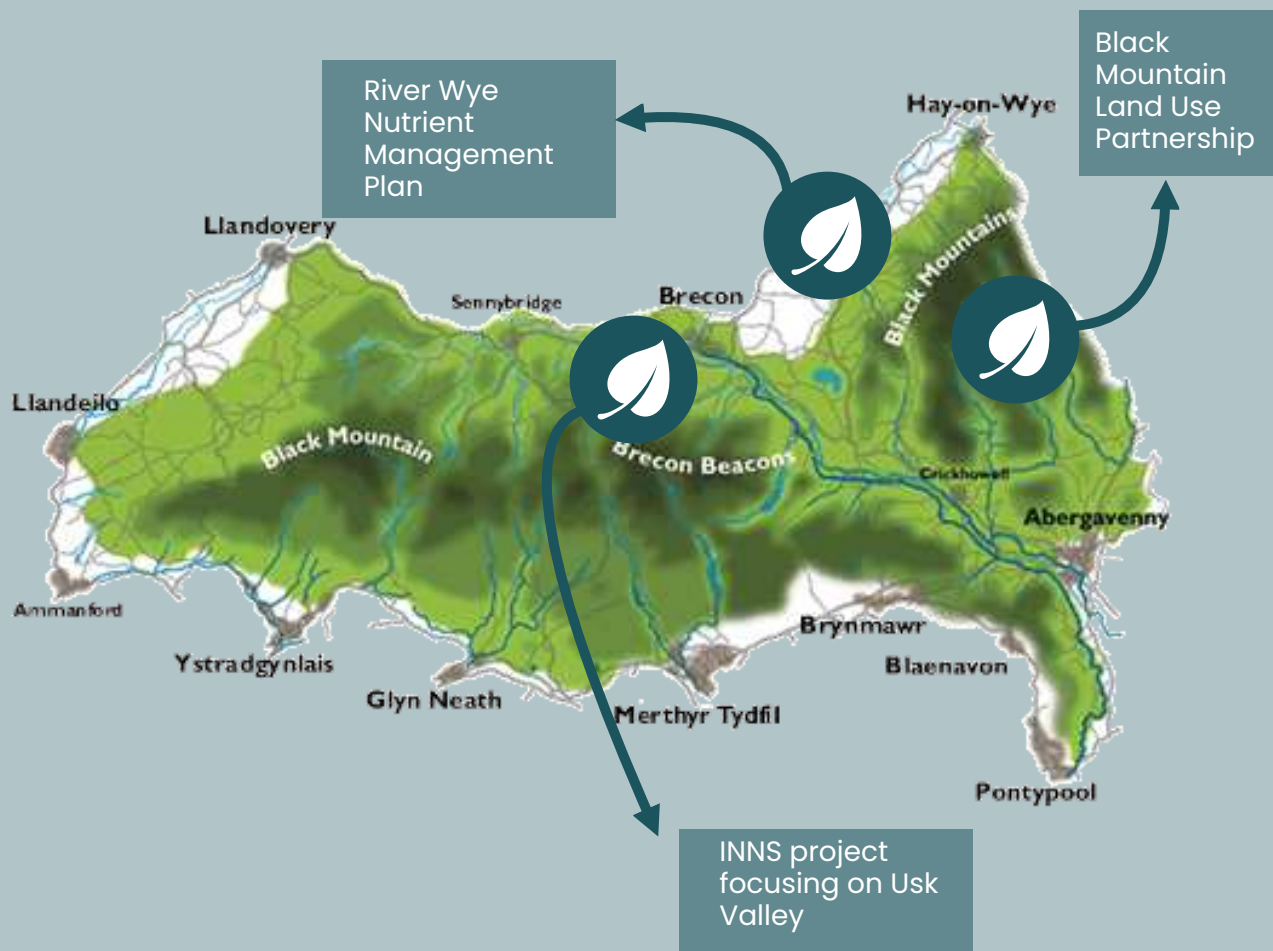 Black
Mountain
Land Use
Partnership
River Wye
Nutrient
Management
Plan
Hay-on-Wye
Black Mountains
Llandovery
Sennybridge
Brecon
Llandeilo
Black Mountain
Brecon Beacons
Crickhowell
Abergavenny
Ammanford
Ystradgynlais
Brynmawr
Blaenavon
Glyn Neath
Merthyr Tydfil
Pontypool
INNS project
focusing on Usk
Valley